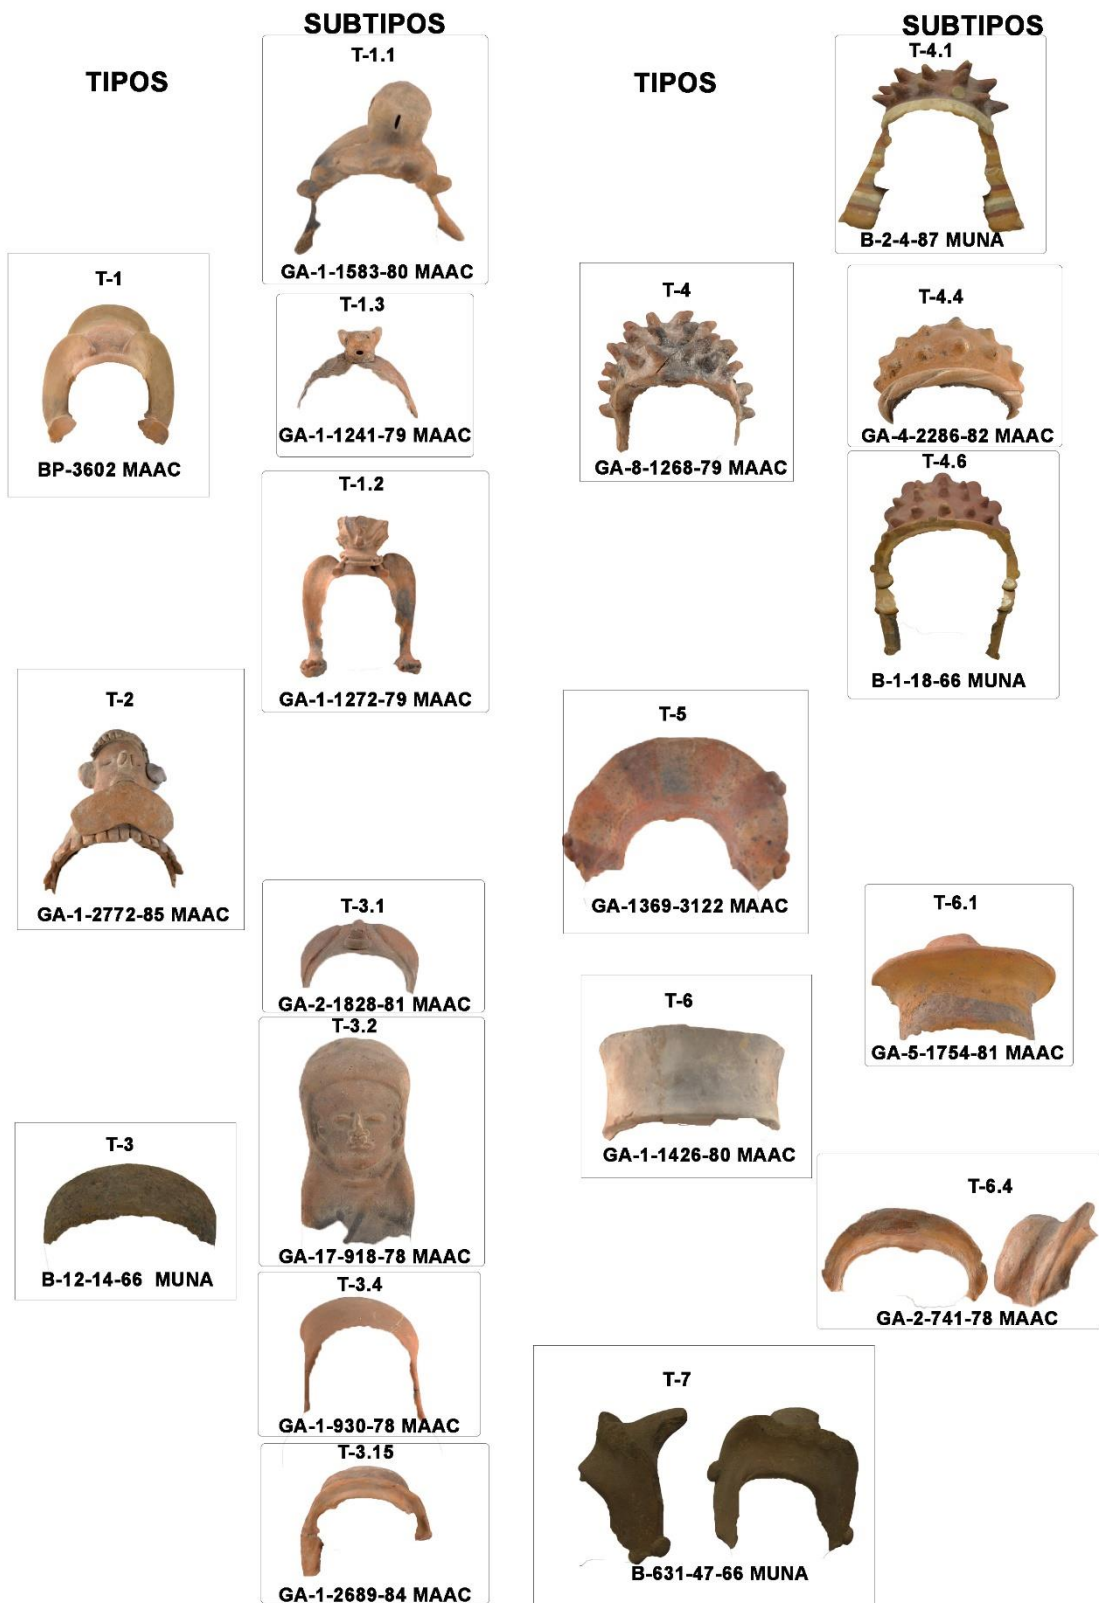 SUBTIPOS
TIPOS
T-1.1
GA-1-1583-80 MAAC
T-1
BP-3602 MAAC
T-1.3
GA-1-1241-79 MAAC
T-1.2
GA-1-1272-79 MAAC
T-2
GA-1-2772-85 MAAC
T-3.1
GA-2-1828-81 MAAC
T-3.2
GA-17-918-78 MAAC
T-3
B-12-14-66 MUNA
T-3.4
GA-1-930-78 MAAC
T-3.15
GA-1-2689-84 MAAC
SUBTIPOS
TIPOS
T-4.1
B-2-4-87 MUNA
T-4
GA-8-1268-79 MAAC
T-4.4
GA-4-2286-82 MAAC
T-4.6
B-1-18-66 MUNA
T-5
GA-1369-3122 MAAC
T-6.1
GA-5-1754-81 MAAC
T-6
GA-1-1426-80 MAAC
T-6.4
GA-2-741-78 MAAC
T-7
B-631-47-66 MUNA